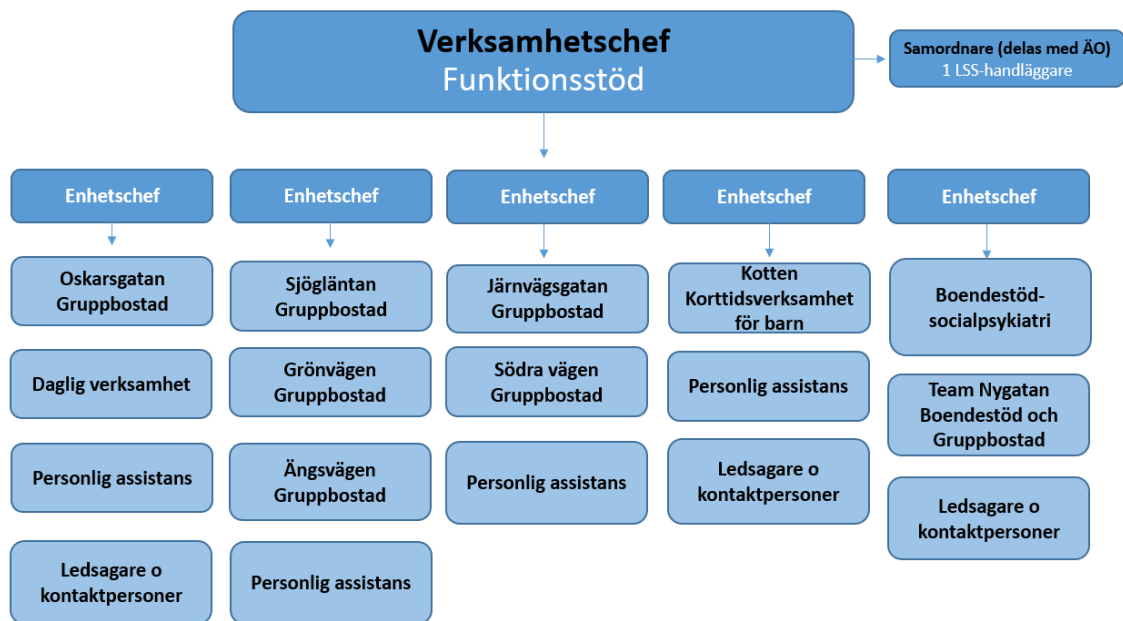 Verksamhetschef
Funktionsstöd
Samordnare (delas med ÄO)
1 LSS-handläggare
Enhetschef
Oskarsgatan
Gruppbostad
Daglig verksamhet
Personlig assistans
Ledsagare o
kontaktpersoner
Enhetschef
Sjögläntan
Gruppbostad
Grönvägen
Gruppbostad
Ängsvägen
Gruppbostad
Personlig assistans
Enhetschef
Järnvägsgatan
Gruppbostad
Södra vägen
Gruppbostad
Personlig assistans
Enhetschef
Kotten
Korttidsverksamhet
för barn
Personlig assistans
Ledsagare o
kontaktpersoner
Enhetschef
Boendestöd-
socialpsykiatri
Team Nygatan
Boendestöd och
Gruppbostad
Ledsagare o
kontaktpersoner